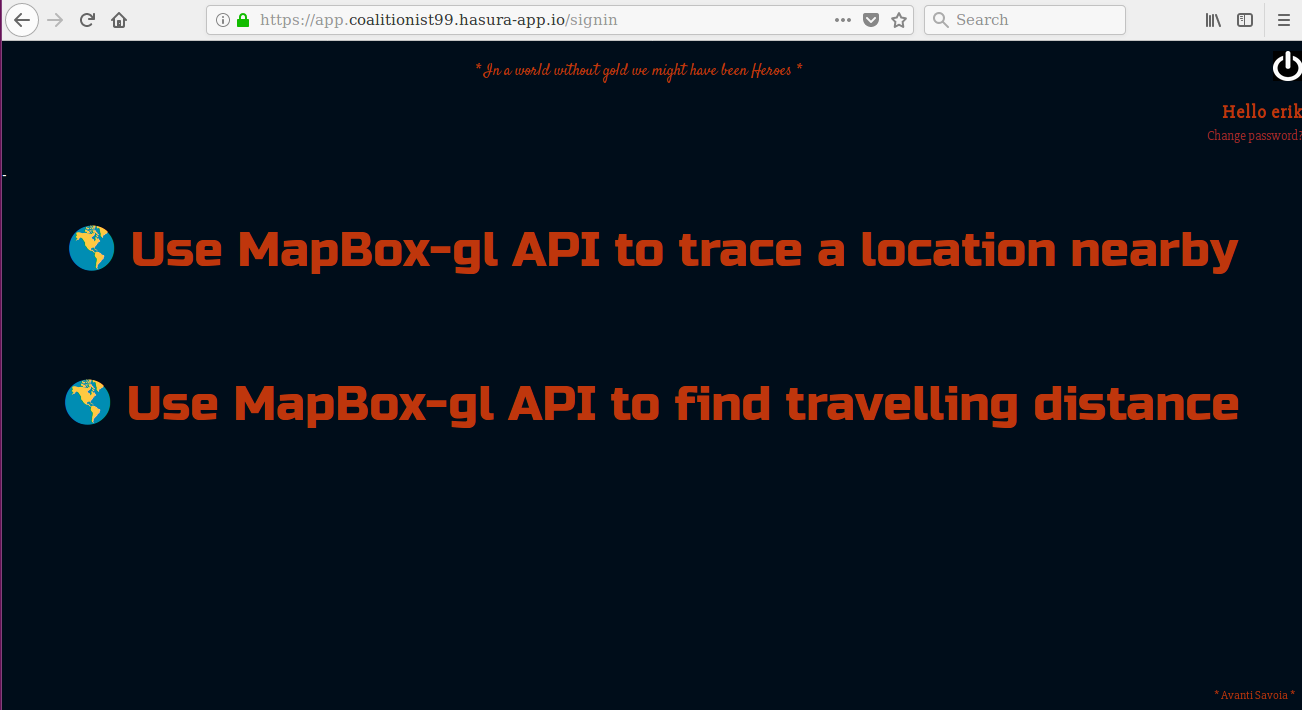 https://app.coalitionist99.hasura-app.io/signin
Search
* In a world without gold we might have been Heroes *
Hello erik
Change password?
-
Use MapBox-gl API to trace a location nearby
Use MapBox-gl API to find travelling distance
* Avanti Savoia *